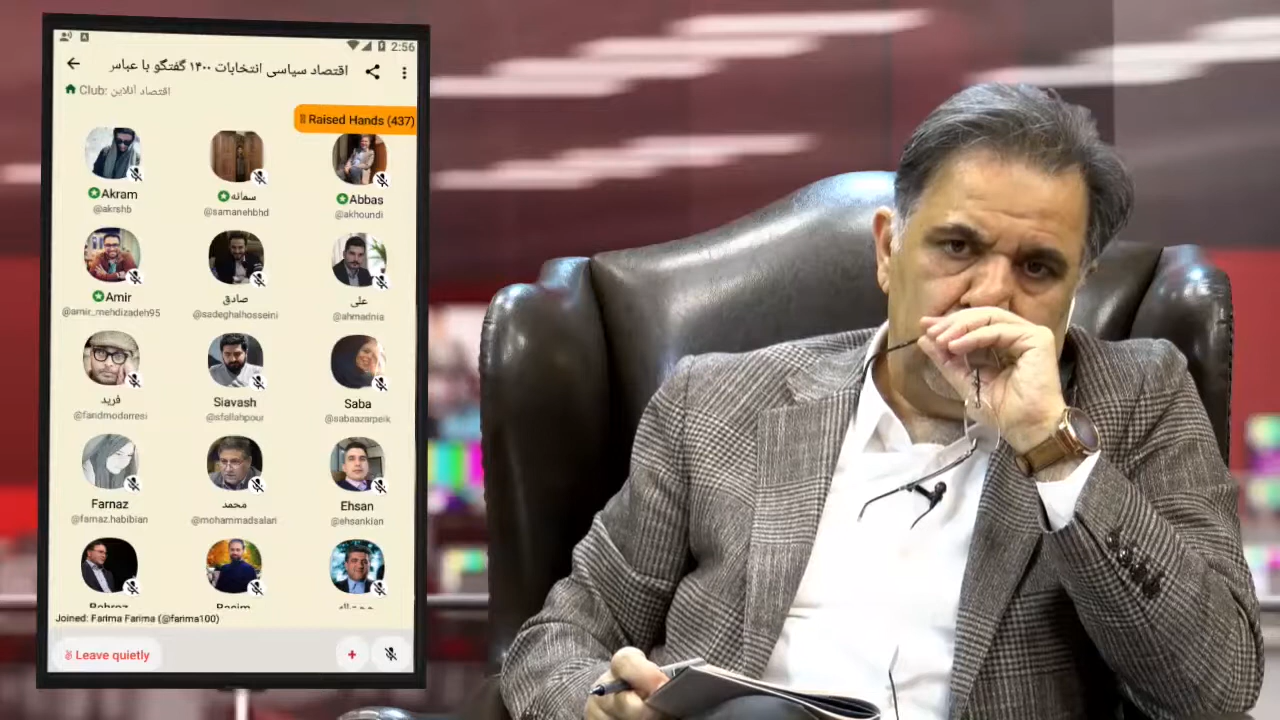 2:56
اقتصاد سیاسی انتخابات ۱۴۰۰ گفتگو با عباس
Club: اقتصاد آنلاین
Raised Hands (437)
Akram سمانه Abbas
@akrshb @samanehbhd @akhoundi
Amir صادق علی
@amir_mehdizadeh95 @sadeghalhosseini @ahmadnia
فرید Siavash Saba
@faridmodarresi @sfallahpour @sabaazarpeik
Farnaz محمد Ehsan
@farnaz.habibian @mohammadsalari @ehsankian
Behroz Rasim
Joined: Farima Farima (@farima100)
Leave quietly +